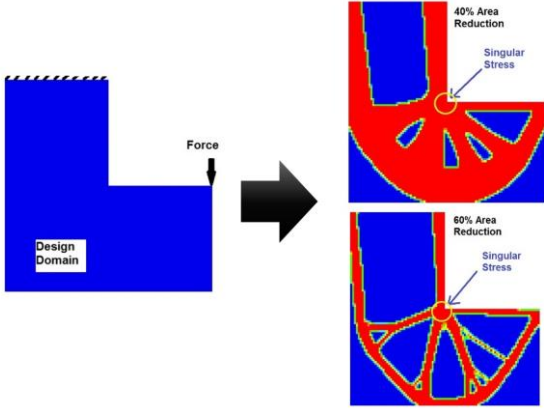 Force
Design
Domain
40% Area
Reduction
Singular
Stress
60% Area
Reduction
Singular
Stress